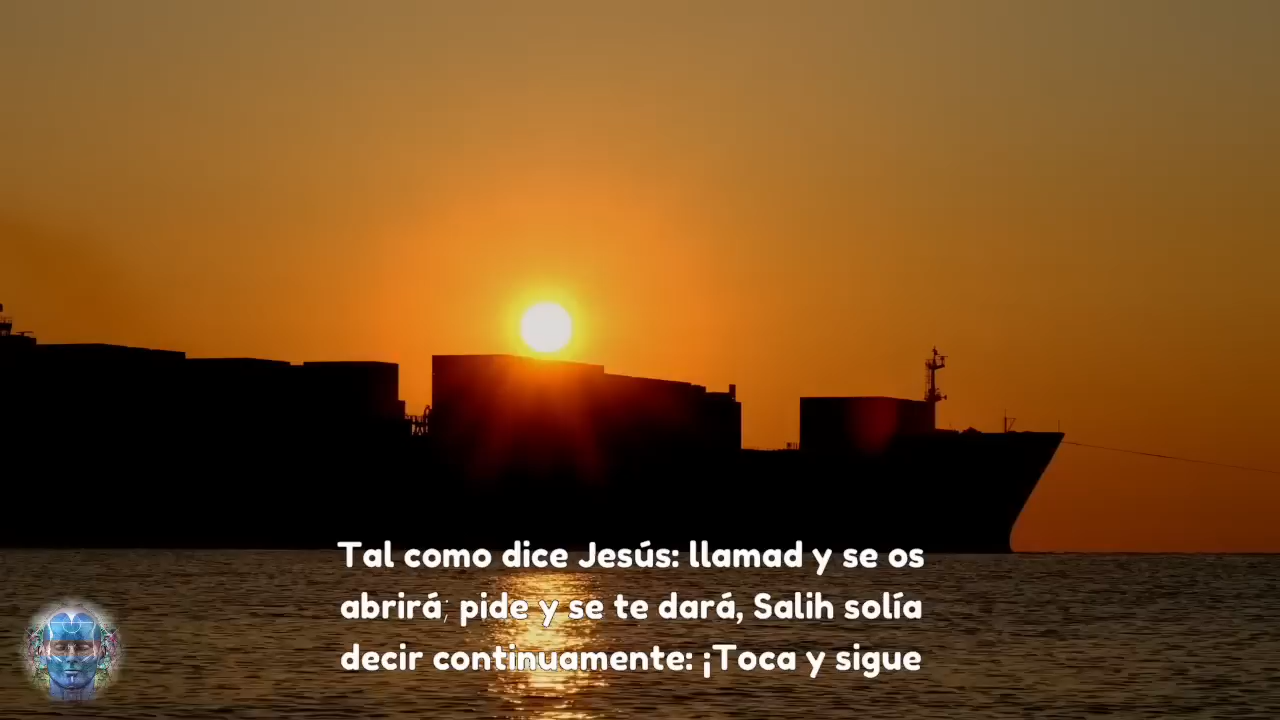 Tal como dice Jesús: llamad y se os
abrirá; pide y se te dará, Salih solía
decir continuamente: ¡Toca y sigue